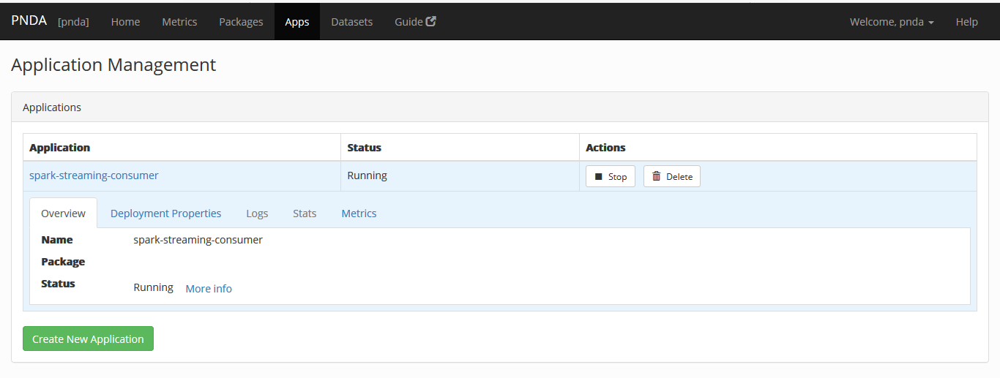 PNDA [pnda] Home Metrics Packages Apps Datasets Guide Welcome, pnda Help
Application Management
Applications
Application Status Actions
spark-streaming-consumer Running Stop Delete
Overview Deployment Properties Logs Stats Metrics
Name spark-streaming-consumer
Package
Status Running More info
Create New Application